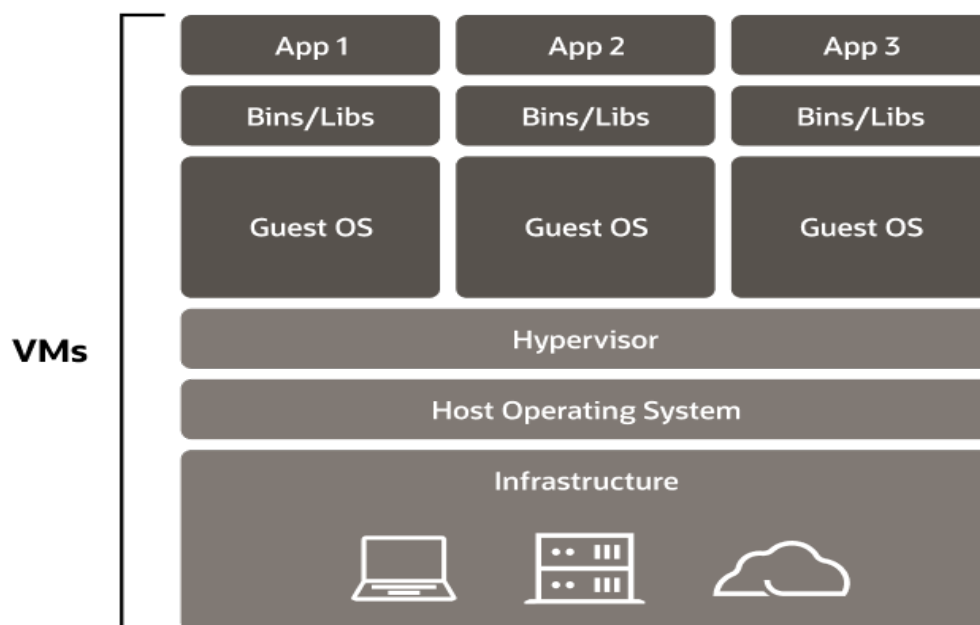 App 1
App 2
App 3
Bins/Libs
Bins/Libs
Bins/Libs
Guest OS
Guest OS
Guest OS
Hypervisor
VMs
Host Operating System
Infrastructure